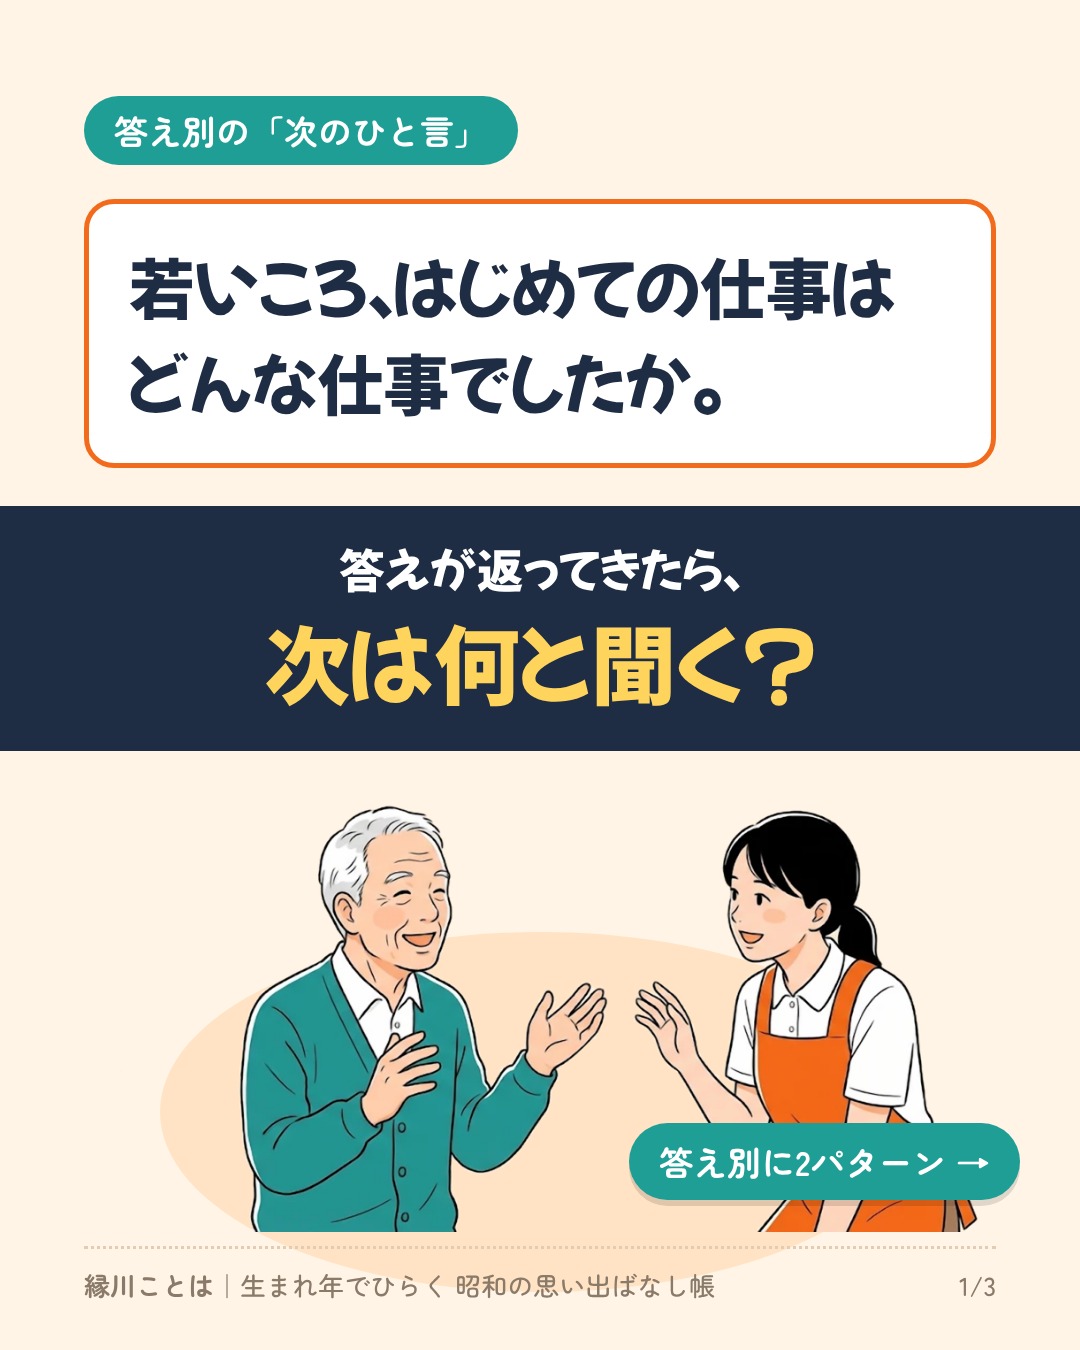 答え別の「次のひと言」
若いころ、はじめての仕事は
どんな仕事でしたか。
答えが返ってきたら、
次は何と聞く?
答え別に2パターン →
縁川ことは｜生まれ年でひらく 昭和の思い出ばなし帳
1/3